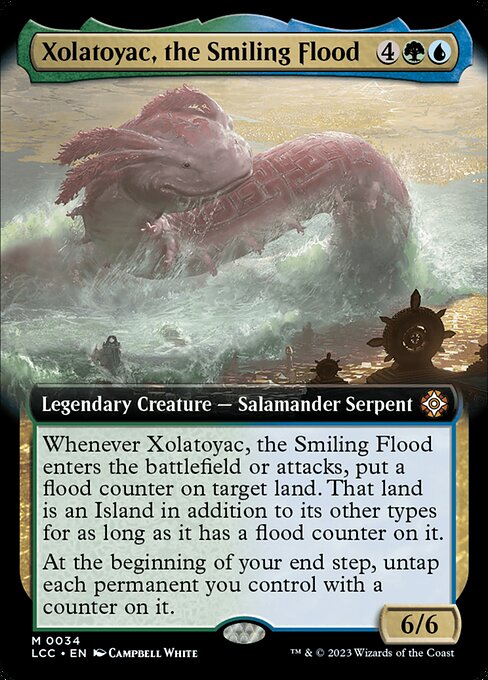 Xolatoyac, the Smiling Flood 4
Legendary Creature — Salamander Serpent
Whenever Xolatoyac, the Smiling Flood
enters the battlefield or attacks, put a
flood counter on target land. That land
is an Island in addition to its other types
for as long as it has a flood counter on it.
At the beginning of your end step, untap
each permanent you control with a
counter on it.
6/6
M 0034
LCC • EN CAMPBELL WHITE
™ & © 2023 Wizards of the Coast